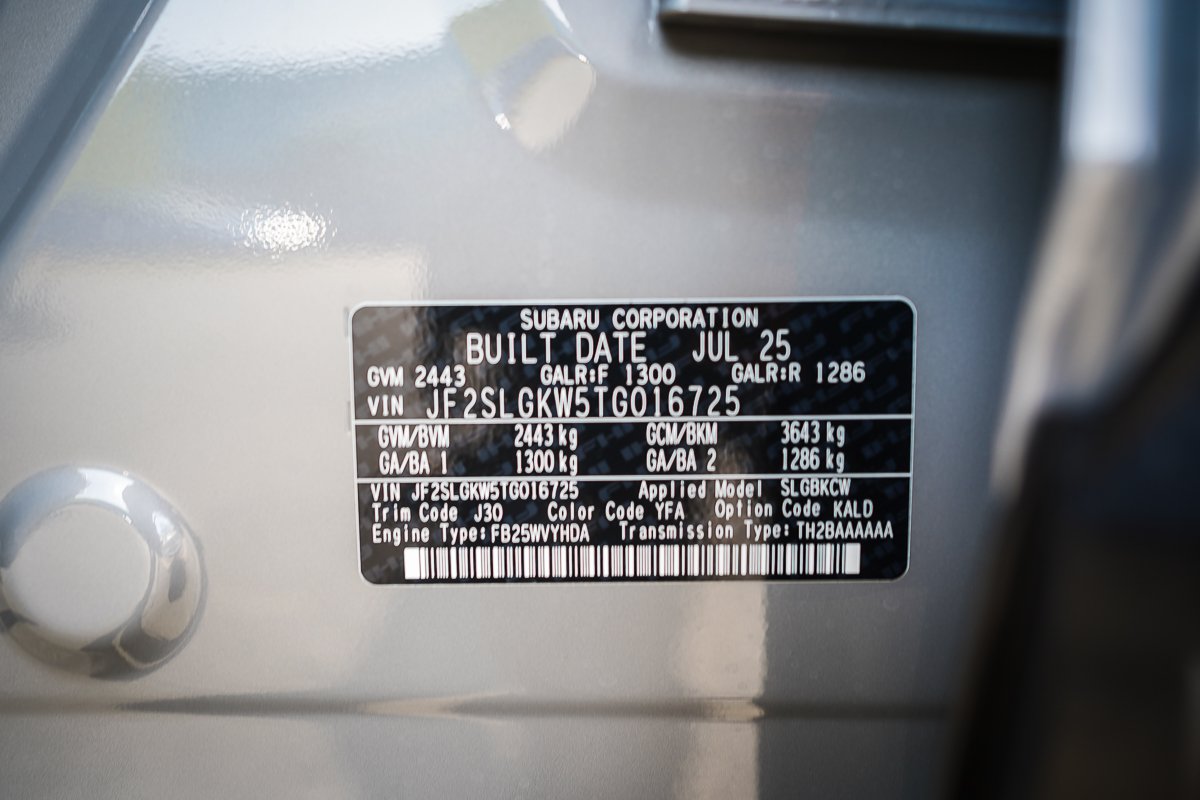 SUBARU CORPORATION
BUILT DATE JUL 25
GVM 2443 GALR:F 1300 GALR:R 1286
VIN JF2SLGKW5TG016725
GVM/BVM 2443 kg GCM/BKM 3643 kg
GA/BA 1 1300 kg GA/BA 2 1286 kg
VIN JF2SLGKW5TG016725 Applied Model SLGBKCW
Trim Code J30 Color Code YFA Option Code KALD
Engine Type:FB25WVYHDA Transmission Type:TH2BAAAAAA